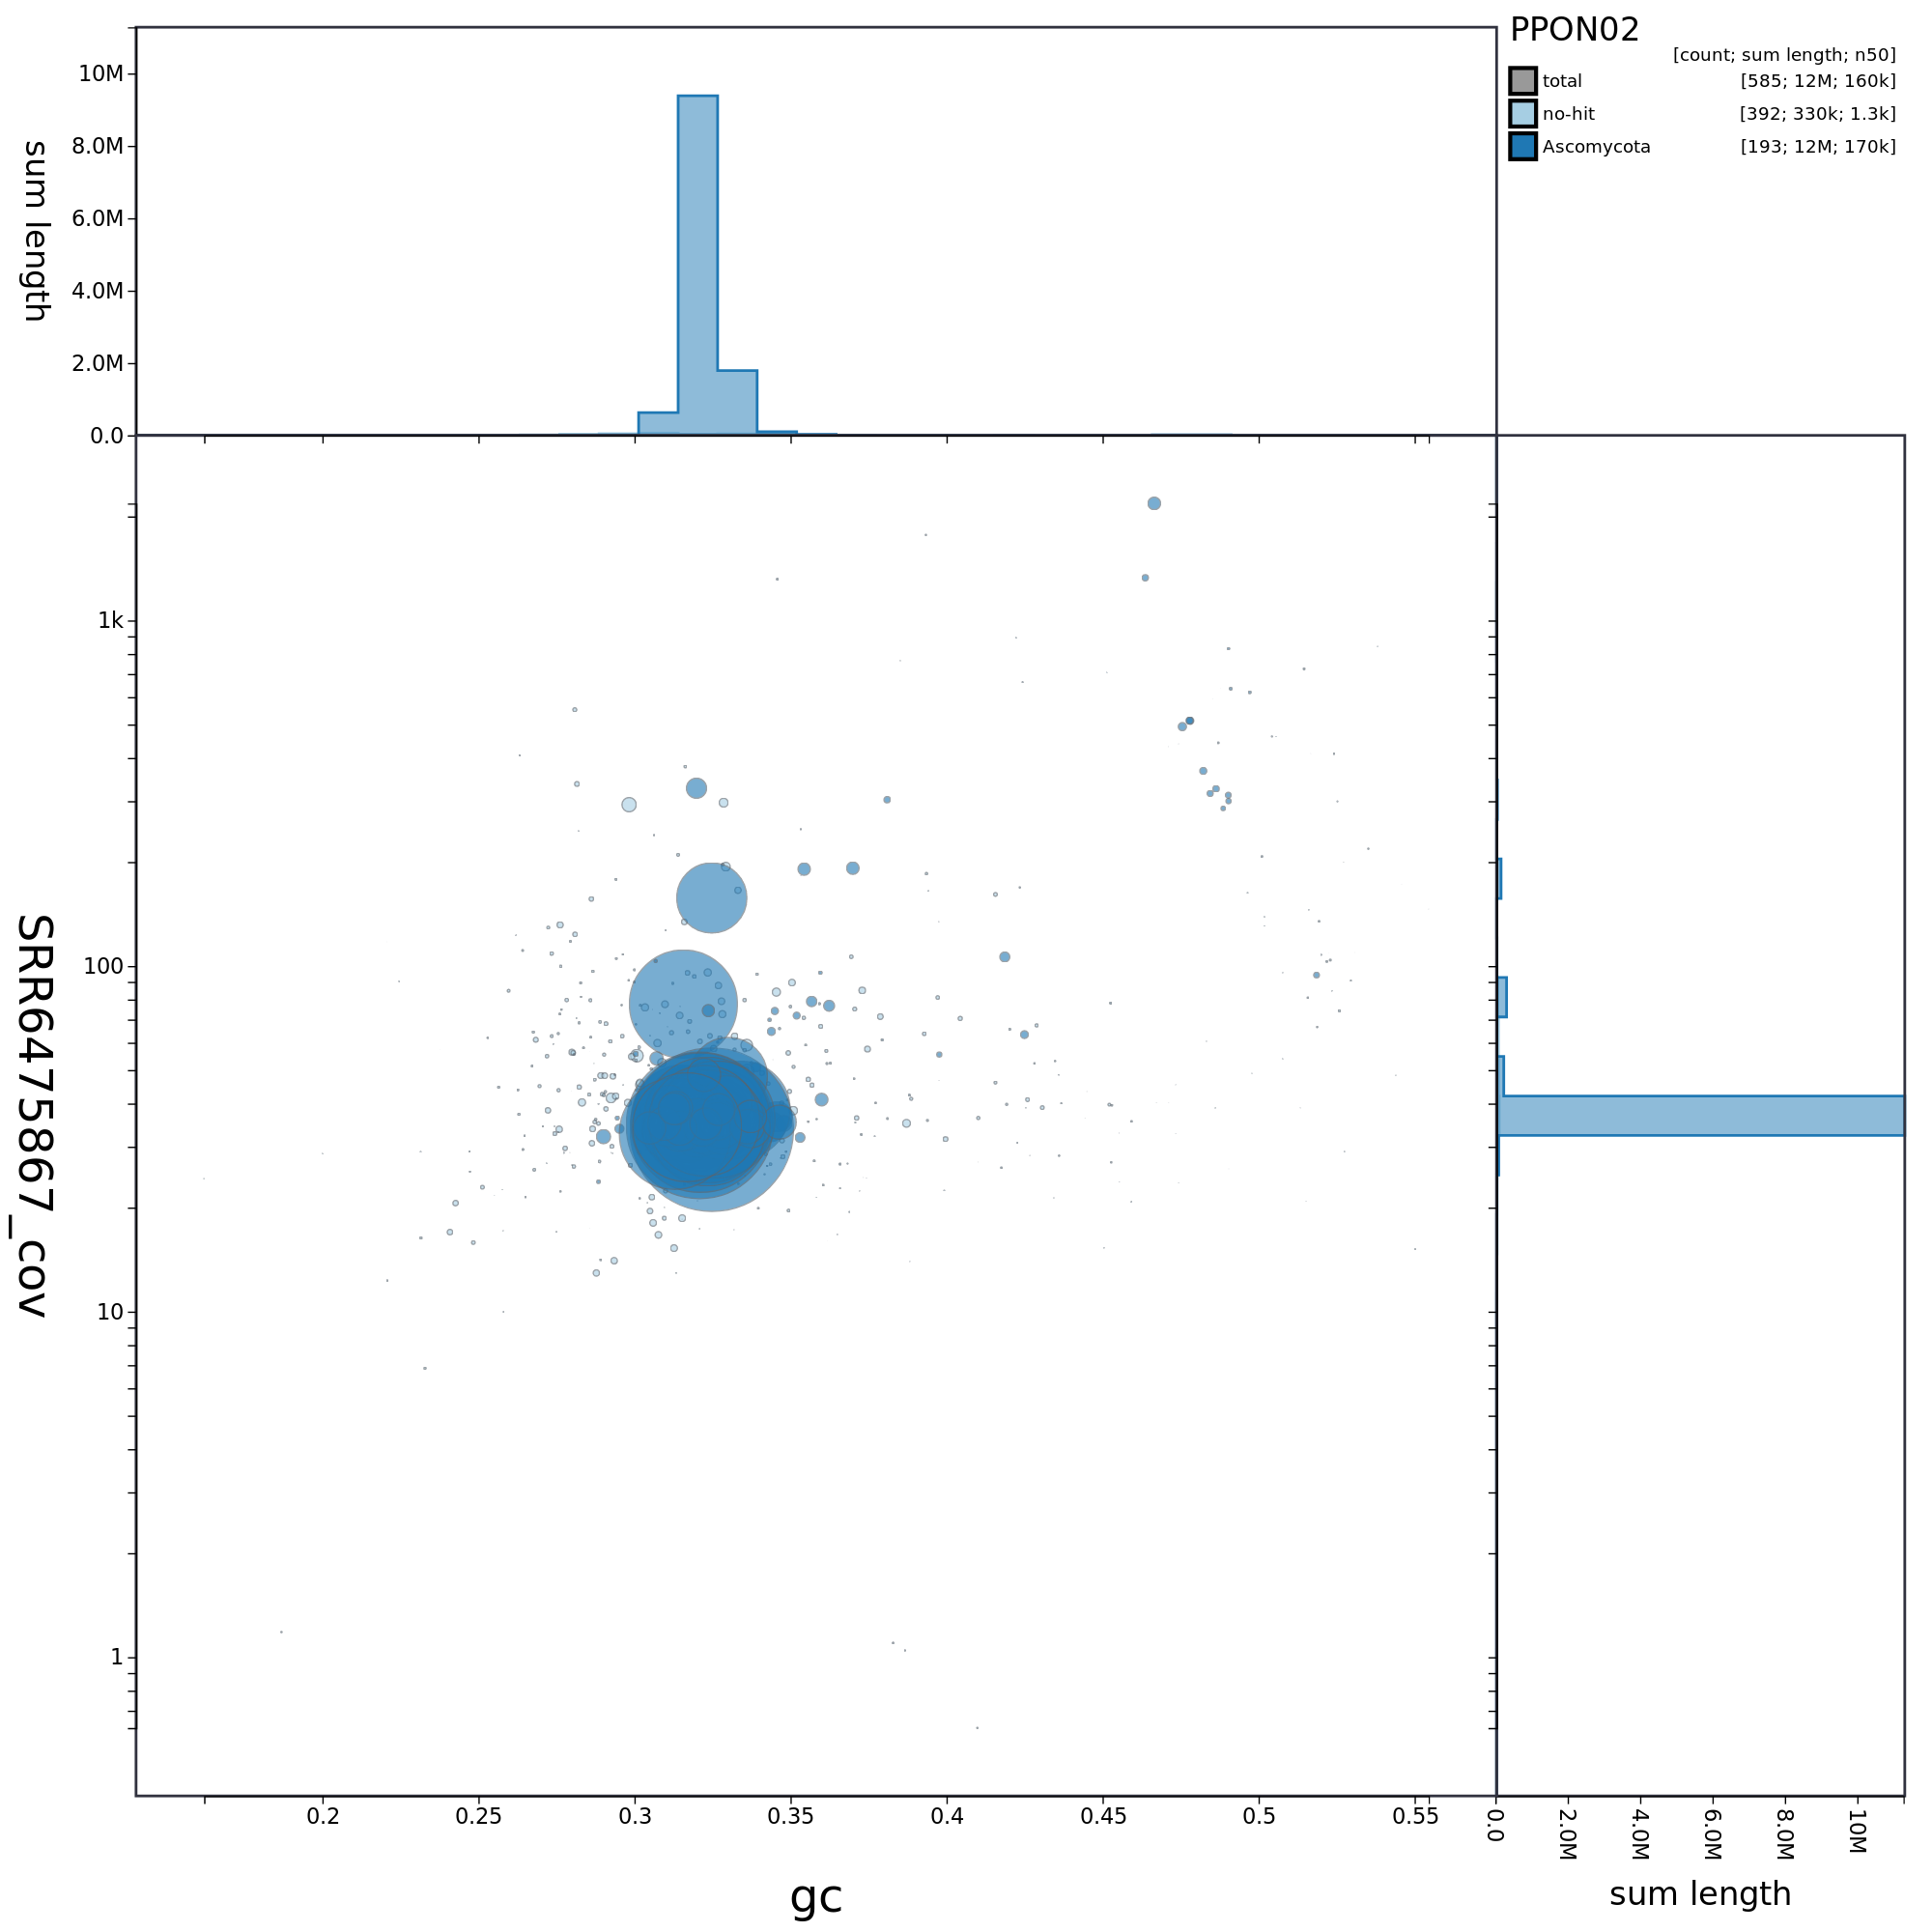 PPON02
[count; sum length; n50]
total [585; 12M; 160k]
no-hit [392; 330k; 1.3k]
Ascomycota [193; 12M; 170k]
sum length
10M
8.0M
6.0M
4.0M
2.0M
0.0
SRR6475867_cov
1k
100
10
1
0.2 0.25 0.3 0.35 0.4 0.45 0.5 0.55
gc
0.0 2.0M 4.0M 6.0M 8.0M 10M
sum length